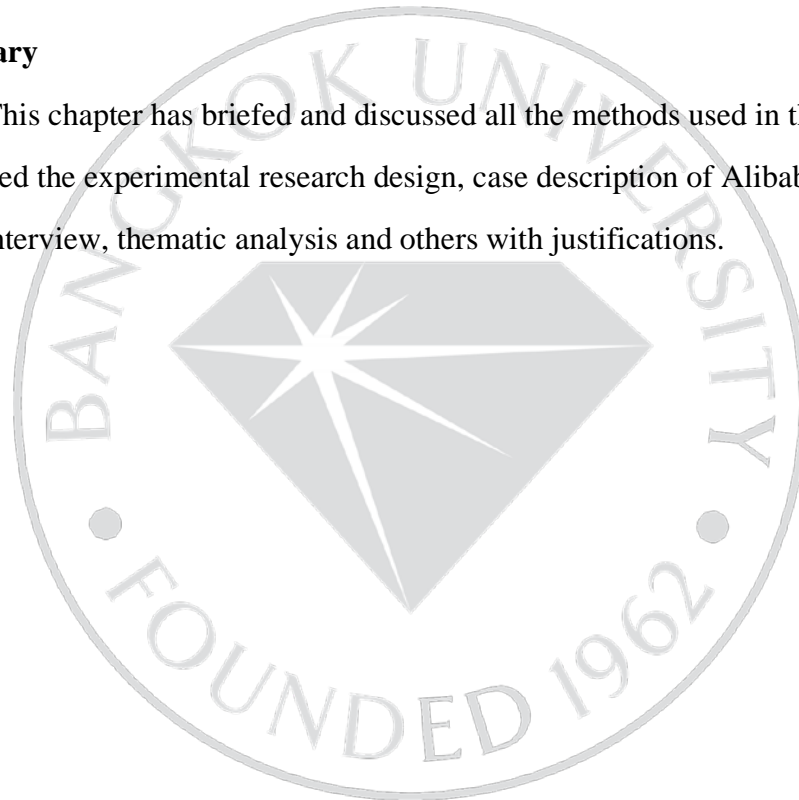 ary
This chapter has briefed and discussed all the methods used in th
ed the experimental research design, case description of Alibab
nterview, thematic analysis and others with justifications.
BANGKOK UNIVERSITY
FOUNDED 1962